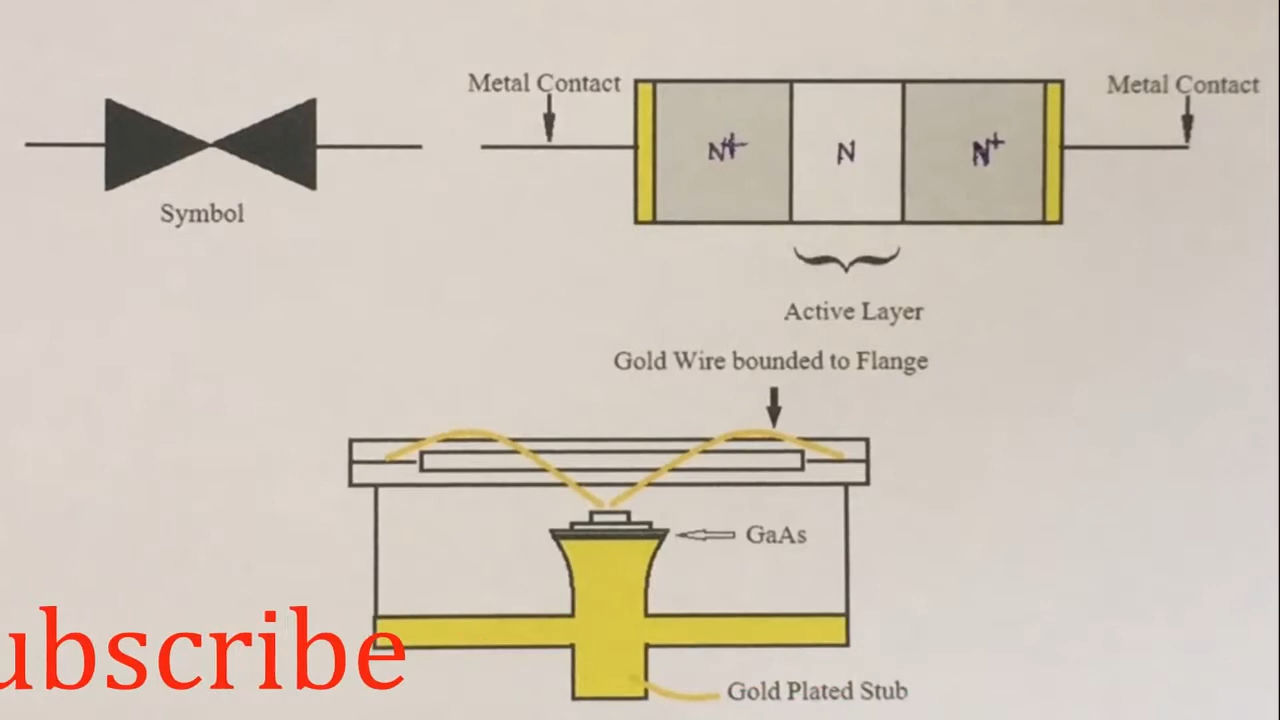 Metal Contact
Metal Contact
N+
N
N+
Symbol
Active Layer
Gold Wire bounded to Flange
GaAs
ubscribe
Gold Plated Stub